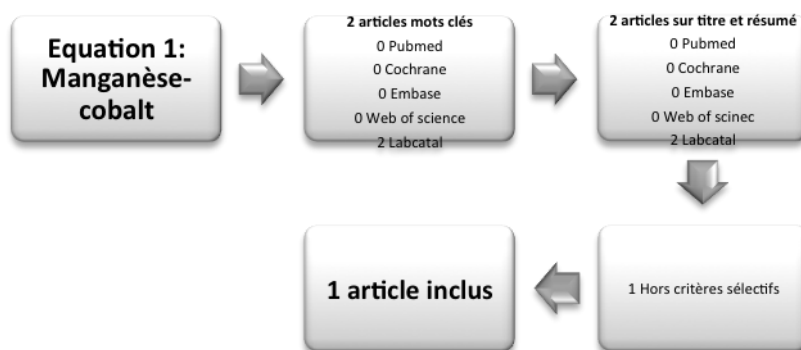 Equation 1:
Manganèse-
cobalt
2 articles mots clés
0 Pubmed
0 Cochrane
0 Embase
0 Web of science
2 Labcatal
2 articles sur titre et résumé
0 Pubmed
0 Cochrane
0 Embase
0 Web of scinec
2 Labcatal
1 Hors critères sélectifs
1 article inclus